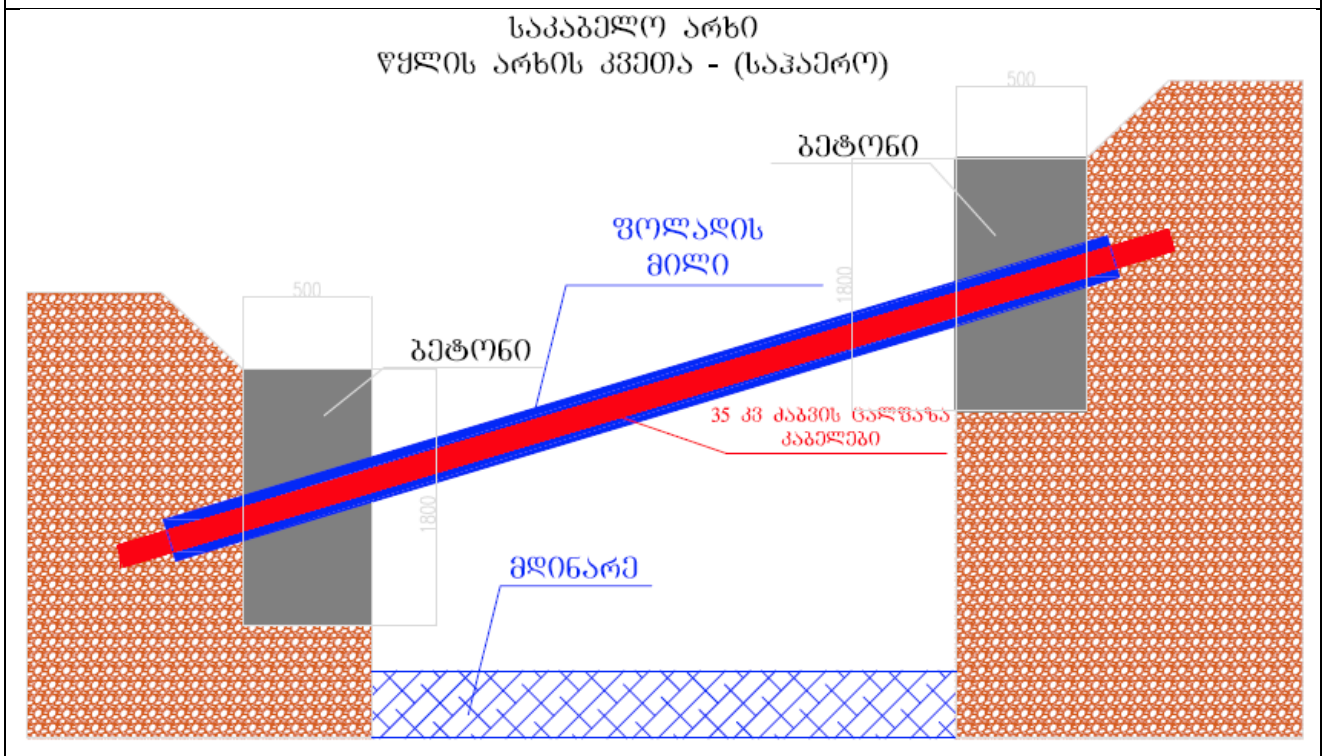 საკაბელო არხი
წყლის არხის კვეთა - (საჰაერო)
500
ბეტონი
ფოლადის
მილი
1800
500
ბეტონი
35 კვ ძაბვის ცალფაზა
კაბელები
1800
მდინარე